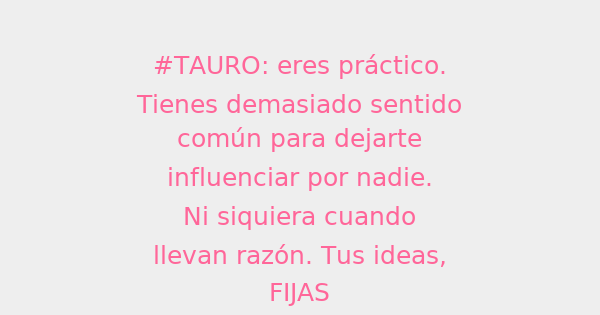 #TAURO: eres práctico.
Tienes demasiado sentido
común para dejarte
influenciar por nadie.
Ni siquiera cuando
llevan razón. Tus ideas,
FIJAS